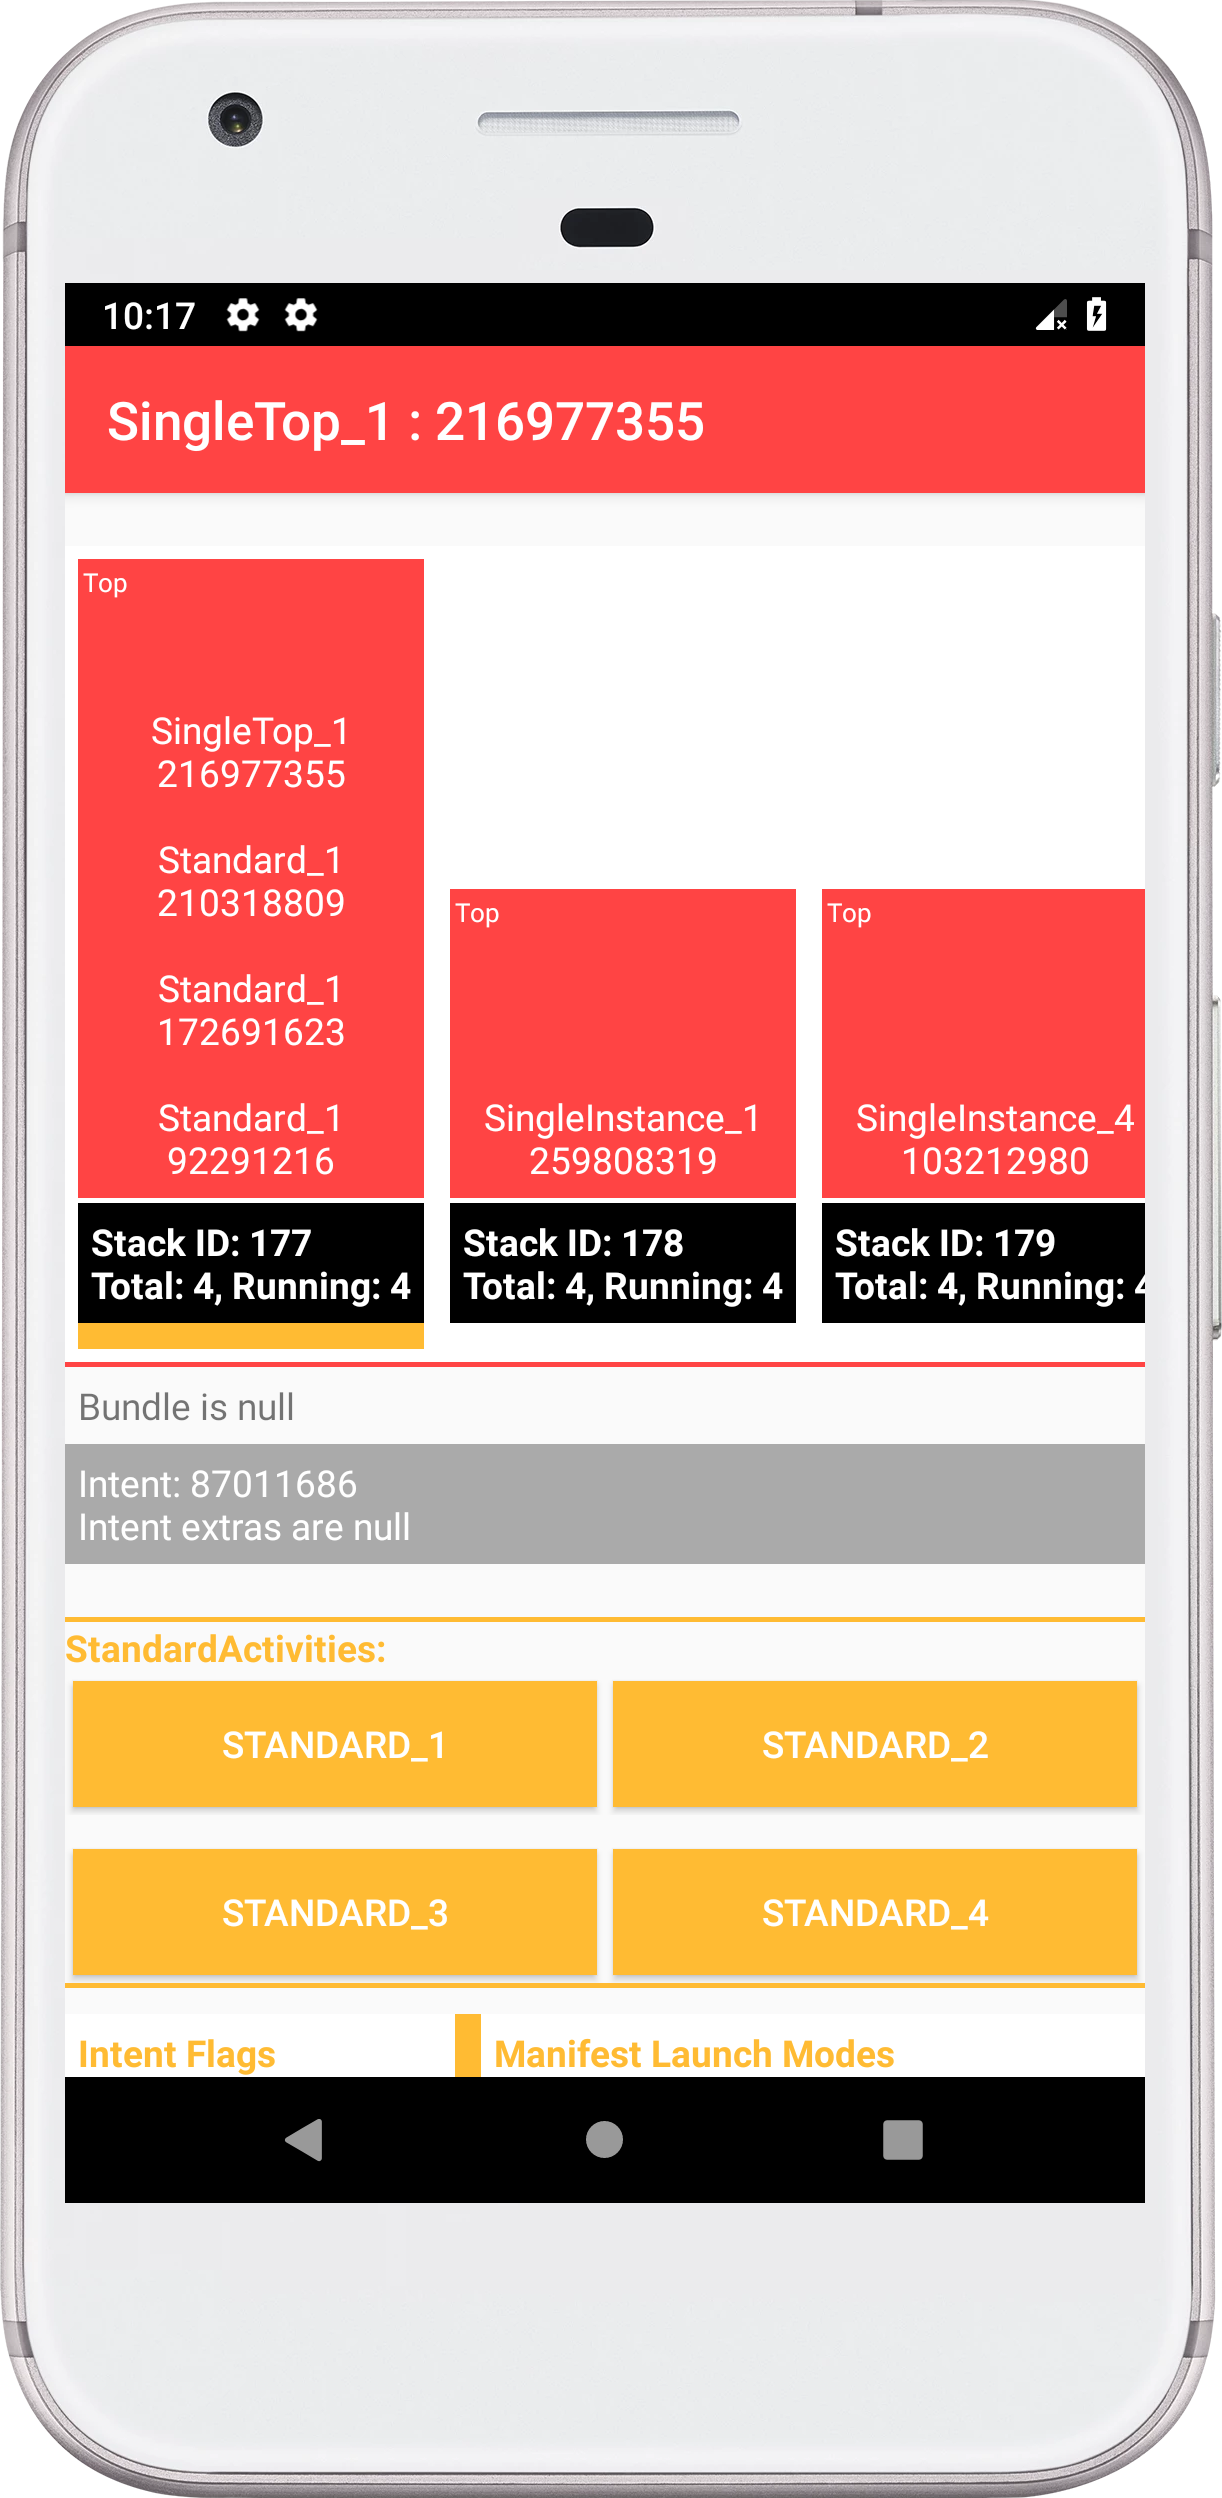 10:17
SingleTop_1 : 216977355
Top
SingleTop_1
216977355
Standard_1
210318809
Standard_1
172691623
Standard_1
92291216
Stack ID: 177
Total: 4, Running: 4
Top
SingleInstance_1
259808319
Stack ID: 178
Total: 4, Running: 4
Top
SingleInstance_4
103212980
Stack ID: 179
Total: 4, Running: 4
Bundle is null
Intent: 87011686
Intent extras are null
StandardActivities:
STANDARD_1
STANDARD_2
STANDARD_3
STANDARD_4
Intent Flags
Manifest Launch Modes